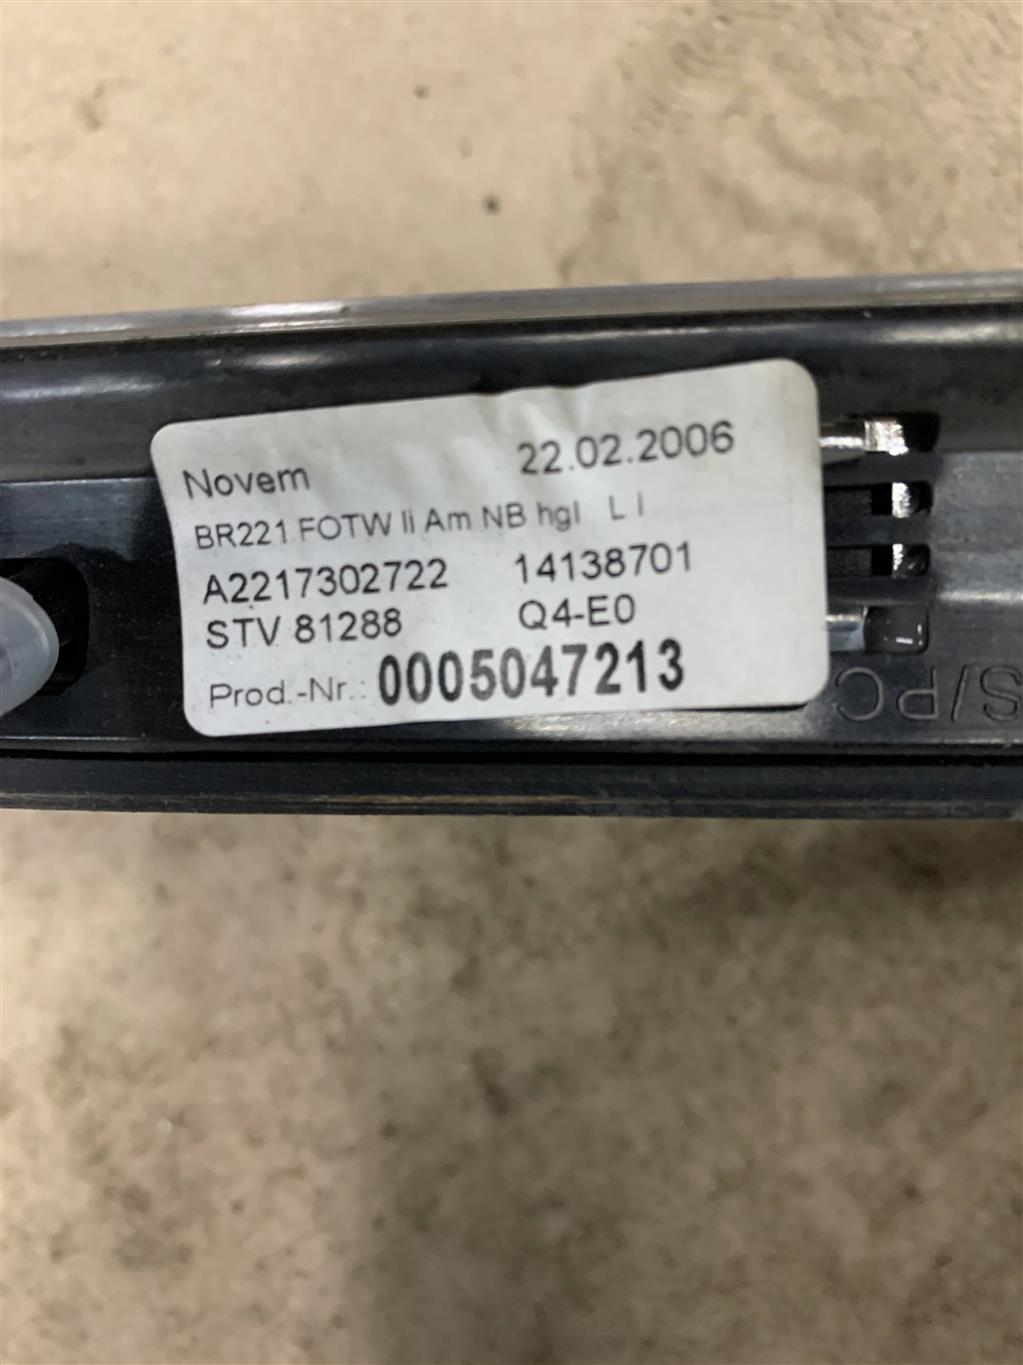 Novem 22.02.2006
BR221 FOTW li Am NB hgl L I
A2217302722 14138701
STV 81288 Q4-E0
Prod.-Nr.: 0005047213
S/PC